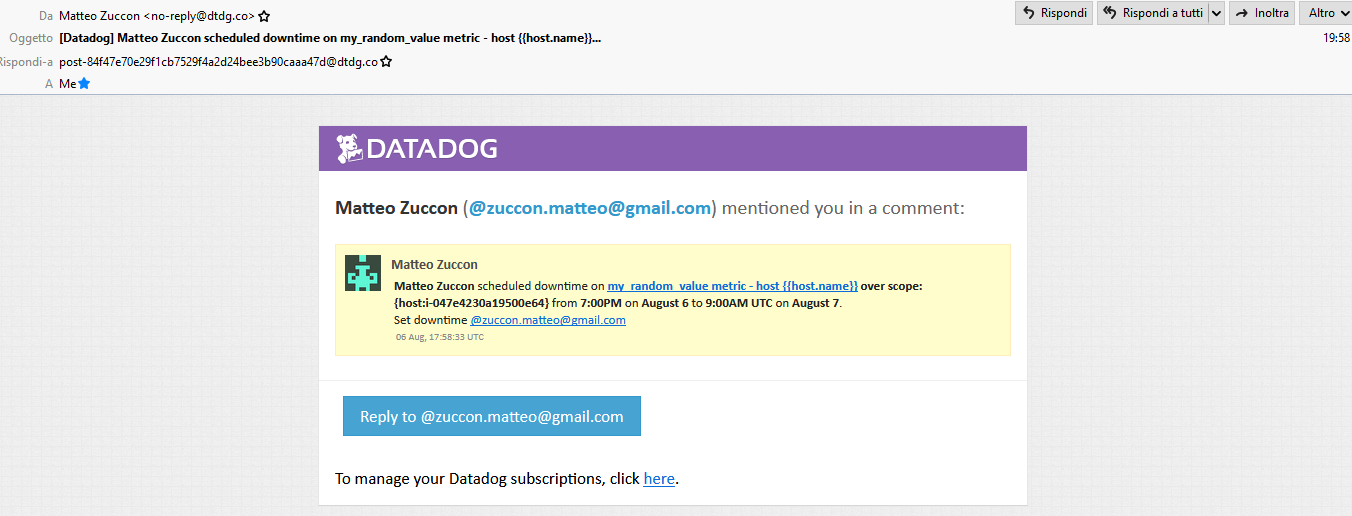 Da Matteo Zuccon <no-reply@dtdg.co>
Rispondi Rispondi a tutti Inoltra Altro
Oggetto [Datadog] Matteo Zuccon scheduled downtime on my_random_value metric - host {{host.name}}... 19:58
Rispondi-a post-84f47e70e29f1cb7529f4a2d24bee3b90caaa47d@dtdg.co
A Me
DATADOG
Matteo Zuccon (@zuccon.matteo@gmail.com) mentioned you in a comment:
Matteo Zuccon
Matteo Zuccon scheduled downtime on my_random_value metric - host {{host.name}} over scope:
{host:i-047e4230a19500e64} from 7:00PM on August 6 to 9:00AM UTC on August 7.
Set downtime @zuccon.matteo@gmail.com
06 Aug, 17:58:33 UTC
Reply to @zuccon.matteo@gmail.com
To manage your Datadog subscriptions, click here.